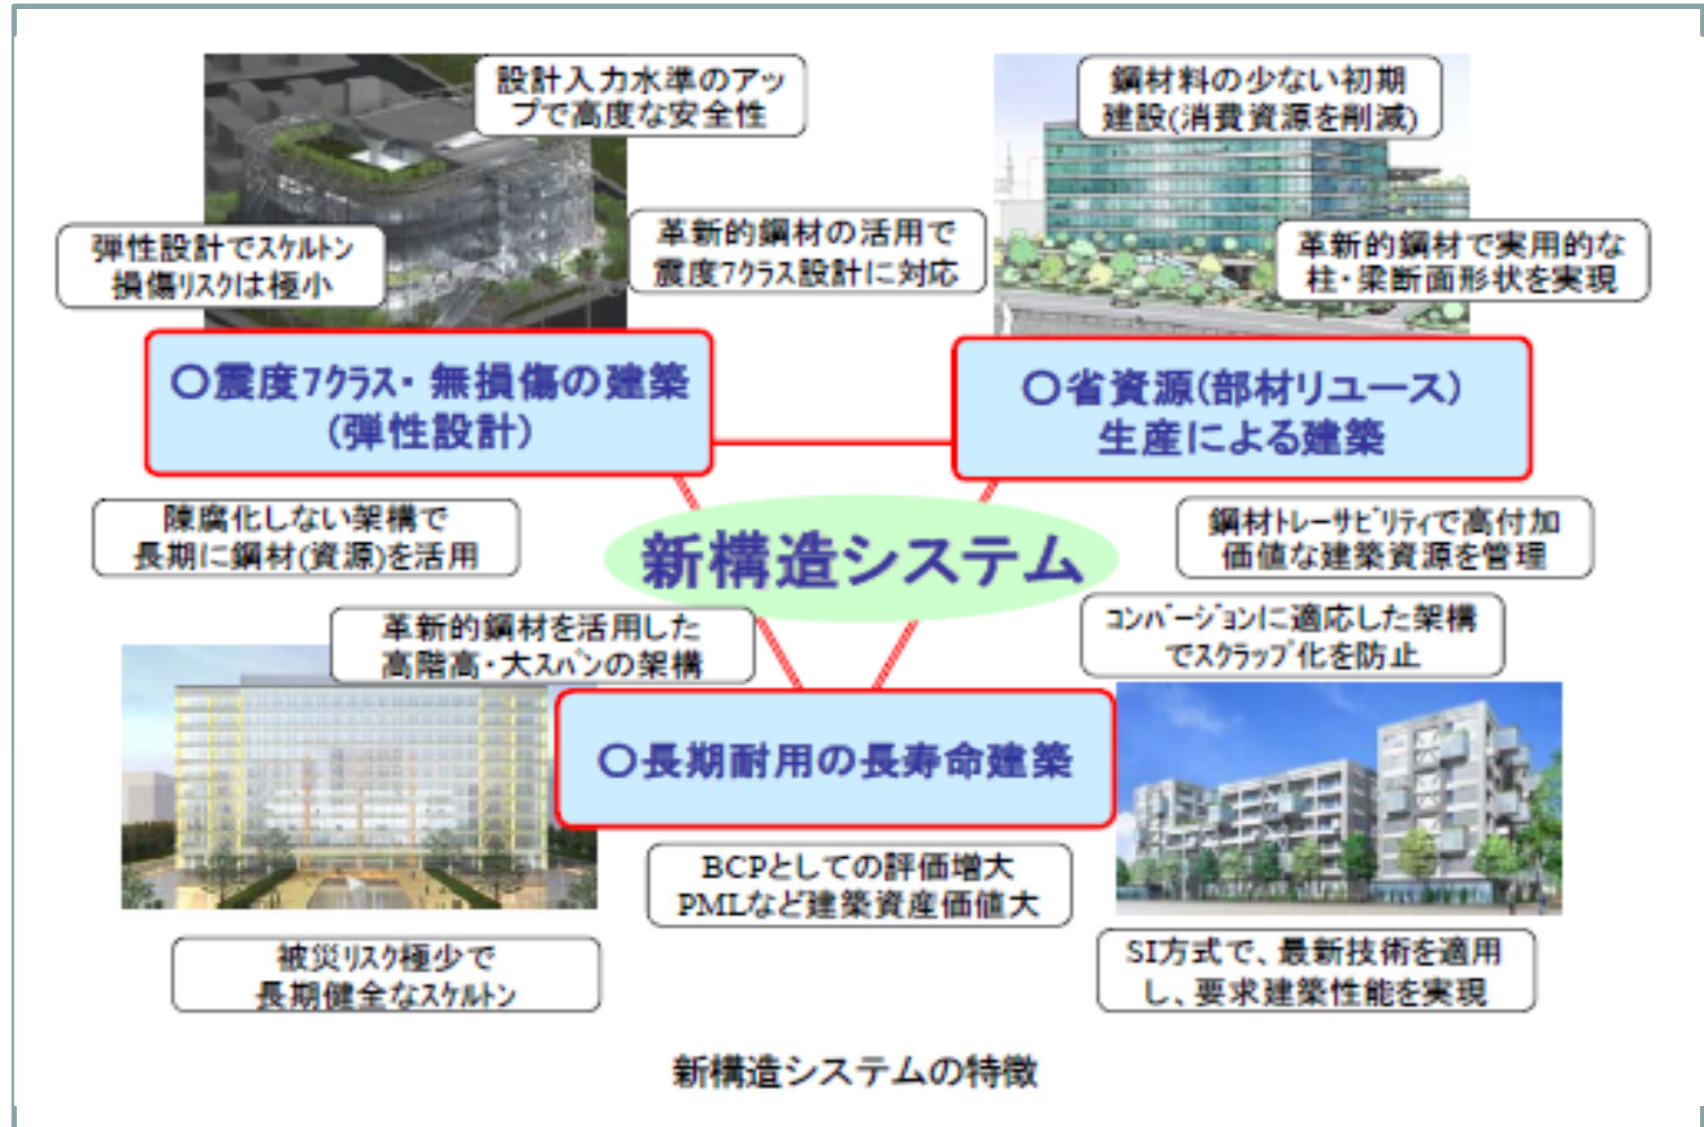 設計入力水準のアッ
プで高度な安全性
鋼材料の少ない初期
建設(消費資源を削減)
弾性設計でｽｹﾙﾄﾝ
損傷ﾘｽｸは極小
革新的鋼材の活用で
震度7ｸﾗｽ設計に対応
革新的鋼材で実用的な
柱・梁断面形状を実現
○震度7ｸﾗｽ・無損傷の建築
(弾性設計)
○省資源(部材リユース)
生産による建築
陳腐化しない架構で
長期に鋼材(資源)を活用
新構造システム
鋼材ﾄﾚｰｻﾋﾞﾘﾃｨで高付加
価値な建築資源を管理
革新的鋼材を活用した
高階高・大ｽﾊﾟﾝの架構
ｺﾝﾊﾞｰｼﾞｮﾝに適応した架構
でｽｸﾗｯﾌﾟ化を防止
○長期耐用の長寿命建築
BCPとしての評価増大
PMLなど建築資産価値大
被災ﾘｽｸ極少で
長期健全なｽｹﾙﾄﾝ
SI方式で、最新技術を適用
し、要求建築性能を実現
新構造システムの特徴